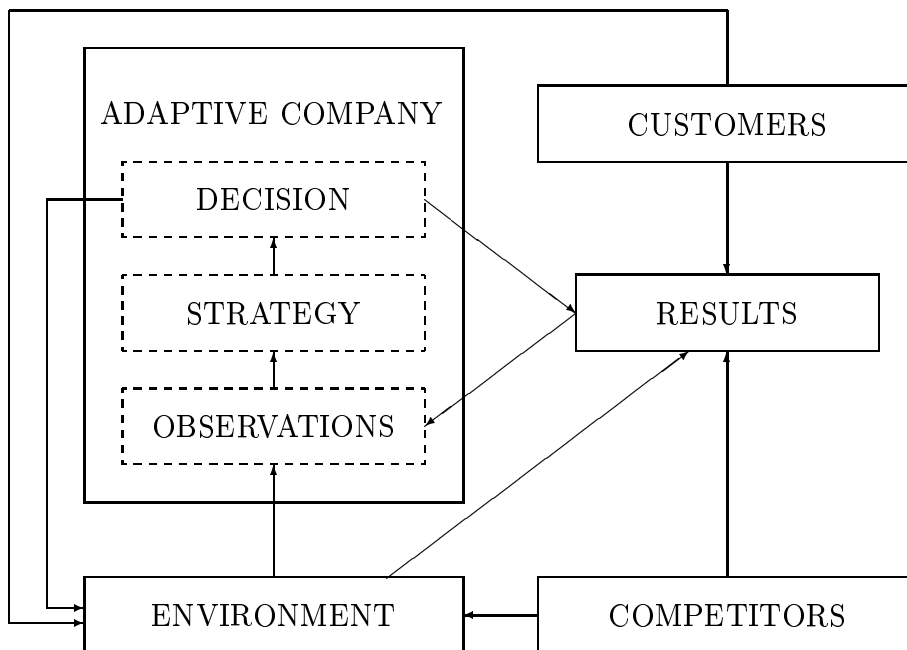 ADAPTIVE COMPANY
CUSTOMERS
DECISION
STRATEGY
RESULTS
OBSERVATIONS
ENVIRONMENT
COMPETITORS